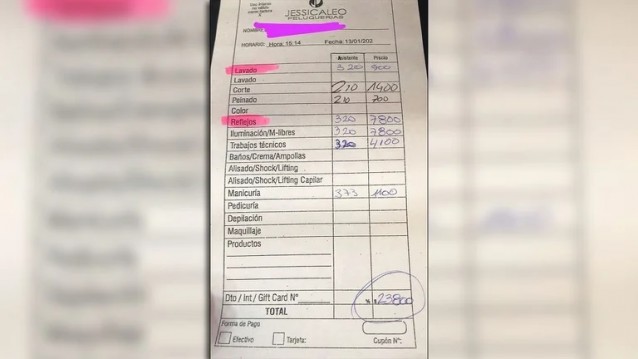 JESSICALEO
PELUQUERIAS
NOMBRE
HORARIO: Hora: 15:14 Fecha: 13/01/202
Asistente Precio
Lavado 320 900
Lavado
Corte 210 1400
Peinado 210 700
Color
Reflejos 320 7800
Iluminación/M-libres 320 7800
Trabajos técnicos 320 4100
Baños/Crema/Ampollas
Alisado/Shock/Lifting
Alisado/Shock/Lifting Capilar
Manicuría 373 1100
Pedicuría
Depilación
Maquillaje
Productos
Dto / Int / Gift Card N°
TOTAL $ 23800
Forma de Pago
Efectivo Tarjeta: Cupón N°: